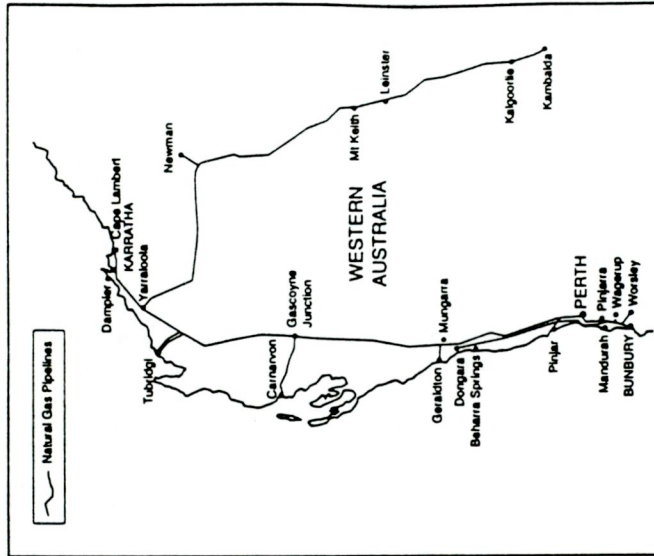 Natural Gas Pipelines
Dampier
Cape Lambert
KARRATHA
Yarraloola
Tubridgi
Newman
Carnarvon
Gascoyne
Junction
WESTERN
AUSTRALIA
Mt Keith
Leinster
Geraldton
Mungarra
Dongara
Beharra Springs
Kalgoorlie
Kambalda
Pinjar
PERTH
Mandurah
Pinjarra
Wagerup
BUNBURY
Worsley